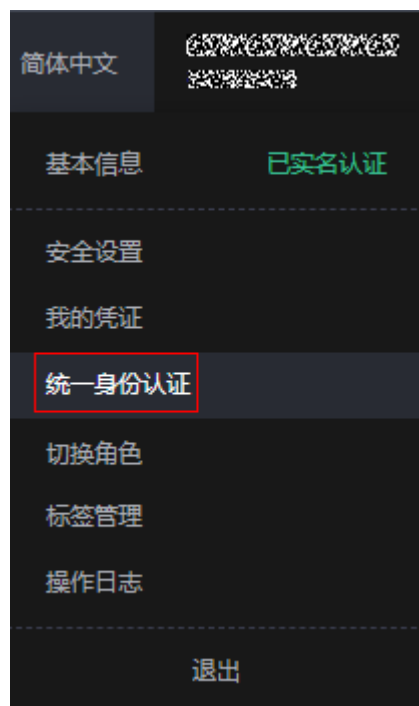 简体中文
基本信息 已实名认证
安全设置
我的凭证
统一身份认证
切换角色
标签管理
操作日志
退出